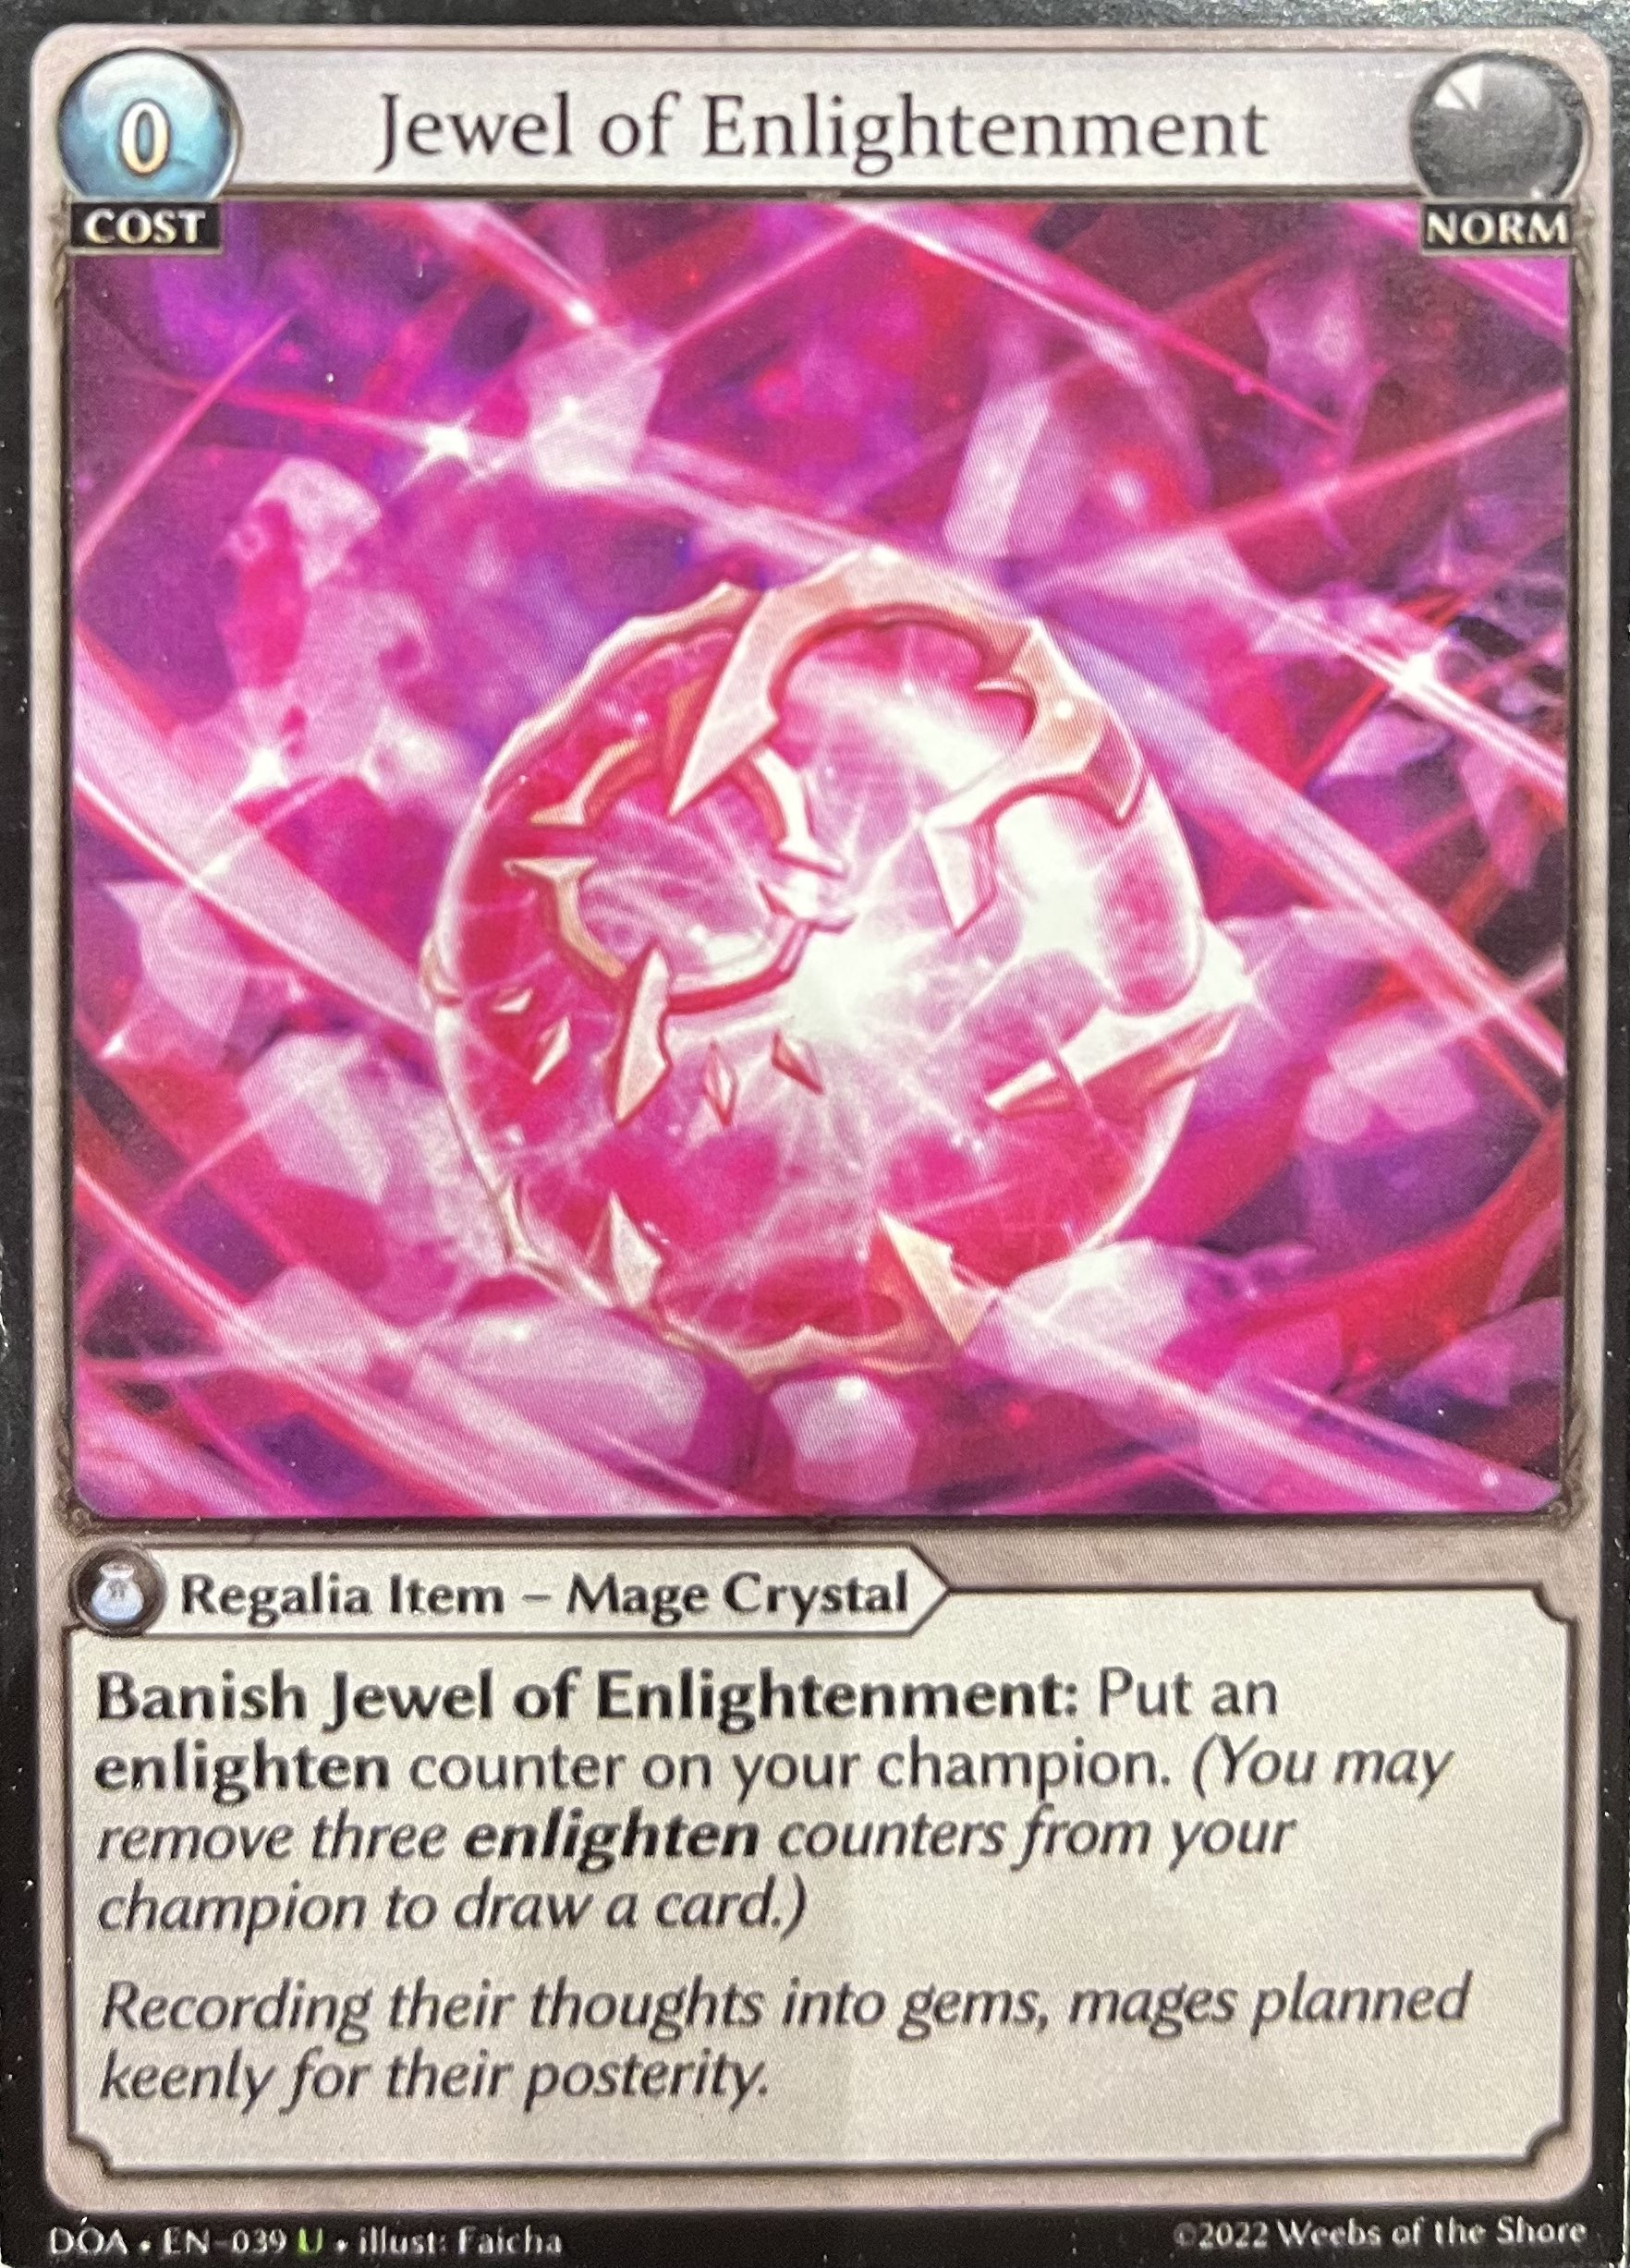 0
Jewel of Enlightenment
COST
NORM
Regalia Item – Mage Crystal
Banish Jewel of Enlightenment: Put an
enlighten counter on your champion. (You may
remove three enlighten counters from your
champion to draw a card.)
Recording their thoughts into gems, mages planned
keenly for their posterity.
DOA • EN-039 U • illust: Faicha
©2022 Weebs of the Shore